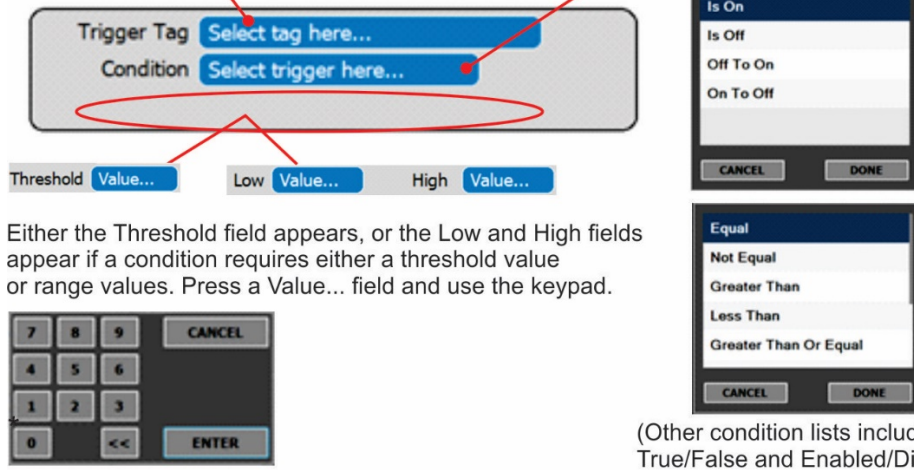 Trigger Tag Select tag here...
Condition Select trigger here...
Threshold Value...
Low Value... High Value...
Either the Threshold field appears, or the Low and High fields
appear if a condition requires either a threshold value
or range values. Press a Value... field and use the keypad.
7 8 9 CANCEL
4 5 6
1 2 3
0 << ENTER
Is On
Is Off
Off To On
On To Off
CANCEL DONE
Equal
Not Equal
Greater Than
Less Than
Greater Than Or Equal
CANCEL DONE
(Other condition lists
True/False and